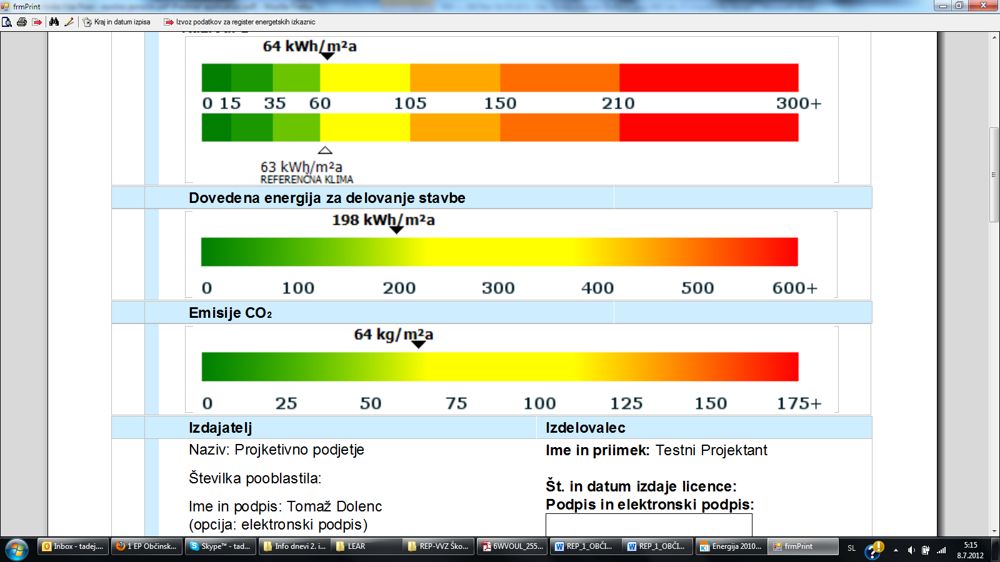 frmPrint
Kraj in datum izpisa
Izvoz podatkov za register energetskih izkaznic
64 kWh/m²a
0 15 35 60 105 150 210 300+
63 kWh/m²a
REFERENČNA KLIMA
Dovedena energija za delovanje stavbe
198 kWh/m²a
0 100 200 300 400 500 600+
Emisije CO₂
64 kg/m²a
0 25 50 75 100 125 150 175+
Izdajatelj
Naziv: Projketivno podjetje
Številka pooblastila:
Ime in podpis: Tomaž Dolenc
(opcija: elektronski podpis)
Izdelovalec
Ime in priimek: Testni Projektant
Št. in datum izdaje licence:
Podpis in elektronski podpis:
Inbox - tadej....
1 EP Občinsk...
Skype™ - tad...
Info dnevi 2. i...
LEAR
REP-VVZ Ško...
6WVOUL_255...
REP_1_OBČI...
REP_1_OBČI...
Energija 2010...
frmPrint
SL
5:15
8.7.2012